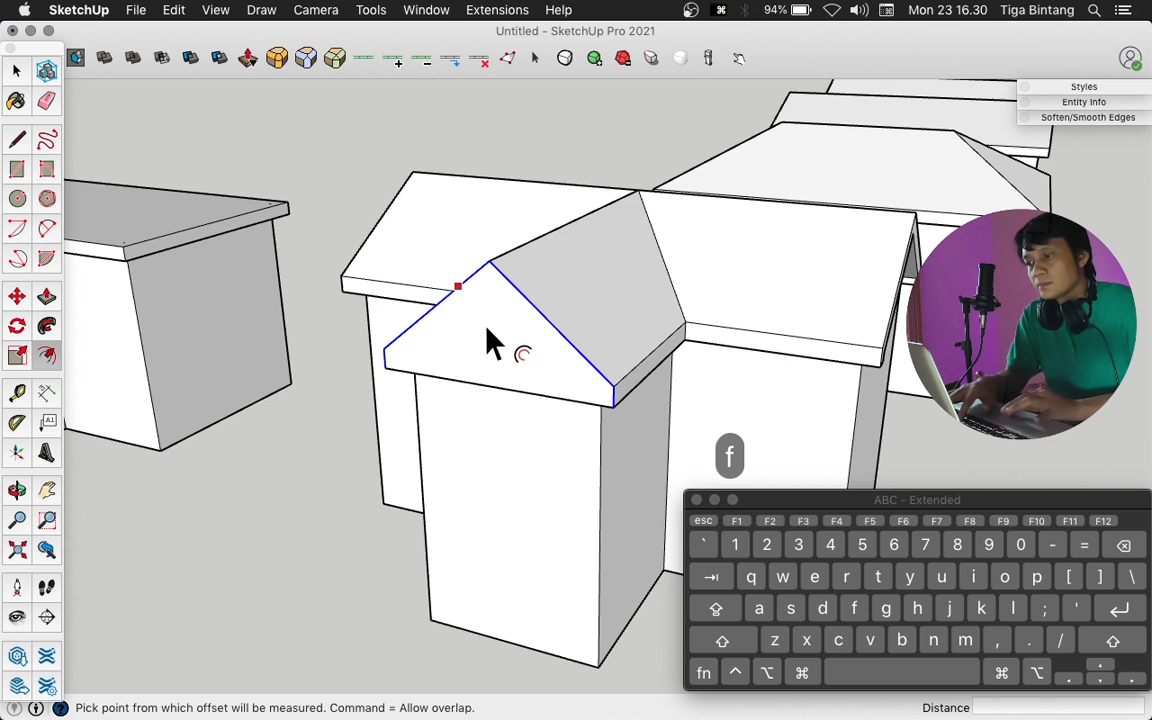 SketchUp File Edit View Draw Camera Tools Window Extensions Help 94% Mon 23 16.30 Tiga Bintang
Untitled - SketchUp Pro 2021
Styles
Entity Info
Soften/Smooth Edges
A1
f
ABC - Extended
esc F1 F2 F3 F4 F5 F6 F7 F8 F9 F10 F11 F12
` 1 2 3 4 5 6 7 8 9 0 - =
q w e r t y u i o p [ ] \
a s d f g h j k l ; '
z x c v b n m , . /
fn ^ ⌥ ⌘ ⌘ ⌥
Pick point from which offset will be measured. Command = Allow overlap. Distance